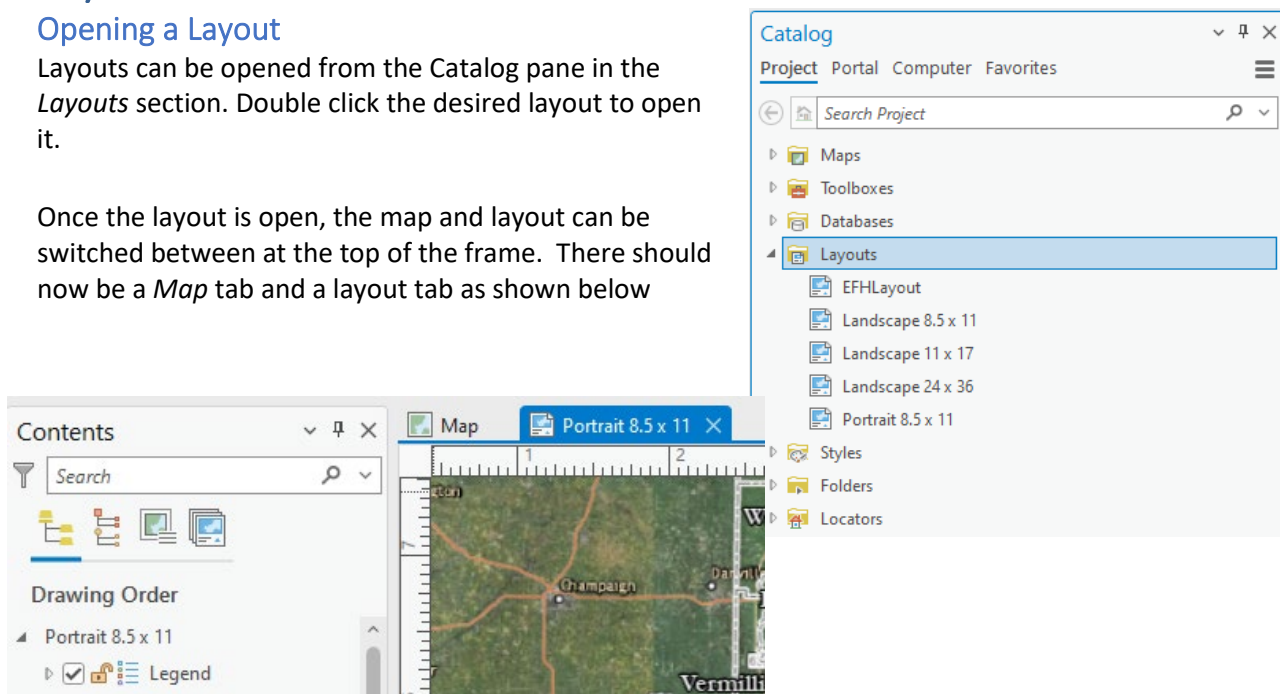 Opening a Layout
Layouts can be opened from the Catalog pane in the
Layouts section. Double click the desired layout to open
it.
Once the layout is open, the map and layout can be
switched between at the top of the frame.  There should
now be a Map tab and a layout tab as shown below
Catalog
Project Portal Computer Favorites
Search Project
Maps
Toolboxes
Databases
Layouts
EFHLayout
Landscape 8.5 x 11
Landscape 11 x 17
Landscape 24 x 36
Portrait 8.5 x 11
Styles
Folders
Locators
Contents
Search
Drawing Order
Portrait 8.5 x 11
Legend
Map
Portrait 8.5 x 11
1
2
7
Champaign